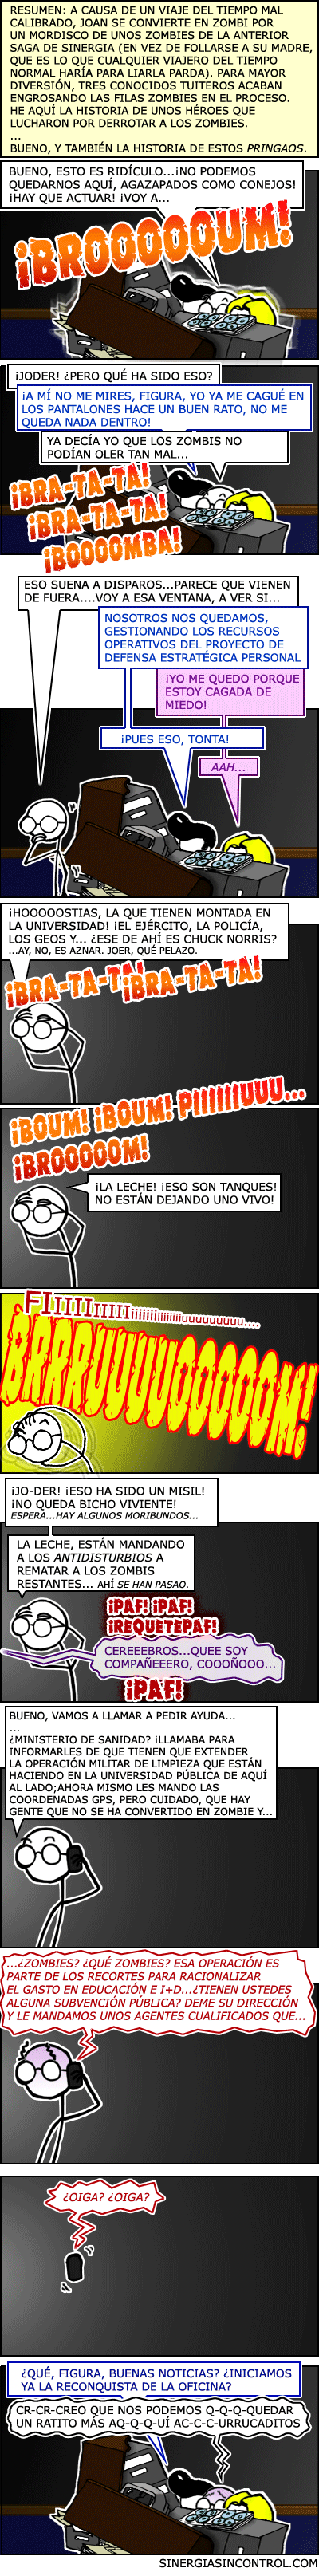 RESUMEN: A CAUSA DE UN VIAJE DEL TIEMPO MAL
CALIBRADO, JOAN SE CONVIERTE EN ZOMBI POR
UN MORDISCO DE UNOS ZOMBIES DE LA ANTERIOR
SAGA DE SINERGIA (EN VEZ DE FOLLARSE A SU MADRE,
QUE ES LO QUE CUALQUIER VIAJERO DEL TIEMPO
NORMAL HARÍA PARA LIARLA PARDA). PARA MAYOR
DIVERSIÓN, TRES CONOCIDOS TUITEROS ACABAN
ENGROSANDO LAS FILAS ZOMBIES EN EL PROCESO.
HE AQUÍ LA HISTORIA DE UNOS HÉROES QUE
LUCHARON POR DERROTAR A LOS ZOMBIES.
...
BUENO, Y TAMBIÉN LA HISTORIA DE ESTOS PRINGAOS.
BUENO, ESTO ES RIDÍCULO...¡NO PODEMOS
QUEDARNOS AQUÍ, AGAZAPADOS COMO CONEJOS!
¡HAY QUE ACTUAR! ¡VOY A...
¡BROOOOOUM!
¡JODER! ¿PERO QUÉ HA SIDO ESO?
¡A MÍ NO ME MIRES, FIGURA, YO YA ME CAGUÉ EN
LOS PANTALONES HACE UN BUEN RATO, NO ME
QUEDA NADA DENTRO!
YA DECÍA YO QUE LOS ZOMBIS NO
PODÍAN OLER TAN MAL...
¡BRA-TA-TA!
¡BRA-TA-TA!
¡BOOOOMBA!
ESO SUENA A DISPAROS...PARECE QUE VIENEN
DE FUERA....VOY A ESA VENTANA, A VER SI...
NOSOTROS NOS QUEDAMOS,
GESTIONANDO LOS RECURSOS
OPERATIVOS DEL PROYECTO DE
DEFENSA ESTRATÉGICA PERSONAL
¡YO ME QUEDO PORQUE
ESTOY CAGADA DE
MIEDO!
¡PUES ESO, TONTA!
AAH...
¡HOOOOOSTIAS, LA QUE TIENEN MONTADA EN
LA UNIVERSIDAD! ¡EL EJÉRCITO, LA POLICÍA,
LOS GEOS Y... ¿ESE DE AHÍ ES CHUCK NORRIS?
...AY, NO, ES AZNAR. JOER, QUÉ PELAZO.
¡BRA-TA-TA! ¡BRA-TA-TA!
¡BOUM! ¡BOUM! PIIIIIIUUU...
¡BROOOOOM!
¡LA LECHE! ¡ESO SON TANQUES!
NO ESTÁN DEJANDO UNO VIVO!
FIIIIIIIIIIiiiiiiiiiiiiiiiiuuuuuuuuu....
BRRRRUUUUUOOOOOOM!
¡JO-DER! ¡ESO HA SIDO UN MISIL!
¡NO QUEDA BICHO VIVIENTE!
ESPERA...HAY ALGUNOS MORIBUNDOS...
LA LECHE, ESTÁN MANDANDO
A LOS ANTIDISTURBIOS A
REMATAR A LOS ZOMBIS
RESTANTES... AHÍ SE HAN PASAO.
¡PAF! ¡PAF!
¡REQUETEPAF!
CEREEEBROS...QUEE SOY
COMPAÑEEERO, COOOÑOOO...
¡PAF!
BUENO, VAMOS A LLAMAR A PEDIR AYUDA...
...
¿MINISTERIO DE SANIDAD? ¡LLAMABA PARA
INFORMARLES DE QUE TIENEN QUE EXTENDER
LA OPERACIÓN MILITAR DE LIMPIEZA QUE ESTÁN
HACIENDO EN LA UNIVERSIDAD PÚBLICA DE AQUÍ
AL LADO;AHORA MISMO LES MANDO LAS
COORDENADAS GPS, PERO CUIDADO, QUE HAY
GENTE QUE NO SE HA CONVERTIDO EN ZOMBIE Y...
...¿ZOMBIES? ¿QUÉ ZOMBIES? ESA OPERACIÓN ES
PARTE DE LOS RECORTES PARA RACIONALIZAR
EL GASTO EN EDUCACIÓN E I+D...¿TIENEN USTEDES
ALGUNA SUBVENCIÓN PÚBLICA? DEME SU DIRECCIÓN
Y LE MANDAMOS UNOS AGENTES CUALIFICADOS QUE...
¿OIGA? ¿OIGA?
¿QUÉ, FIGURA, BUENAS NOTICIAS? ¿INICIAMOS
YA LA RECONQUISTA DE LA OFICINA?
CR-CR-CREO QUE NOS PODEMOS Q-Q-Q-QUEDAR
UN RATITO MÁS AQ-Q-Q-UÍ AC-C-C-URRUCADITOS
SINERGIASINCONTROL.COM